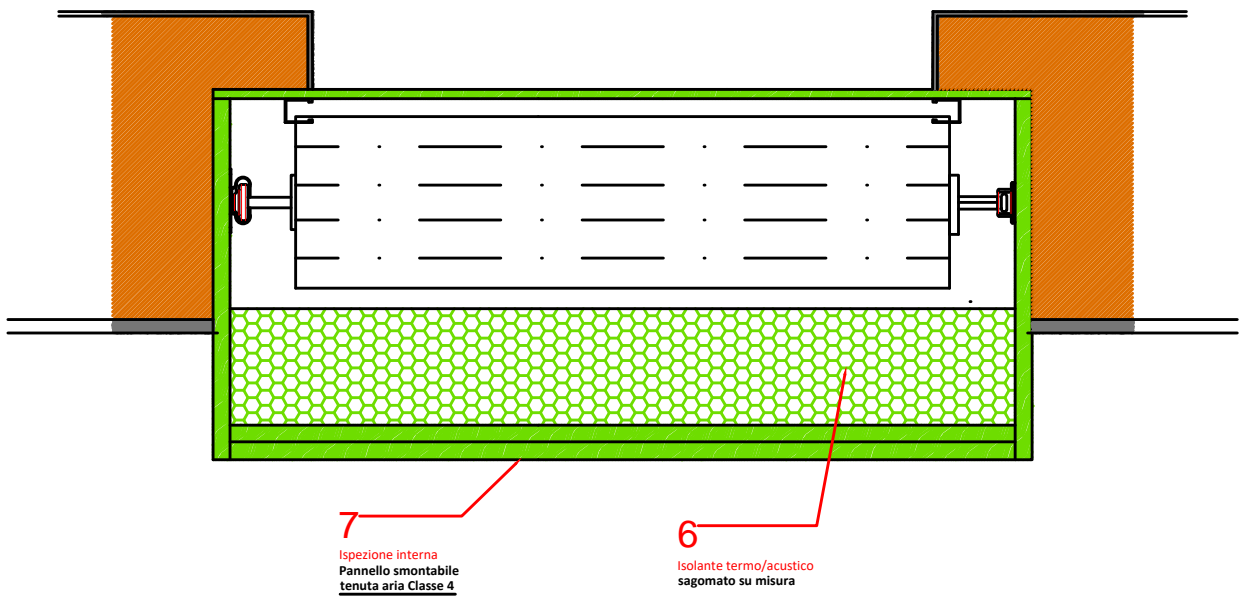 7
Ispezione interna
Pannello smontabile
tenuta aria Classe 4
6
Isolante termo/acustico
sagomato su misura